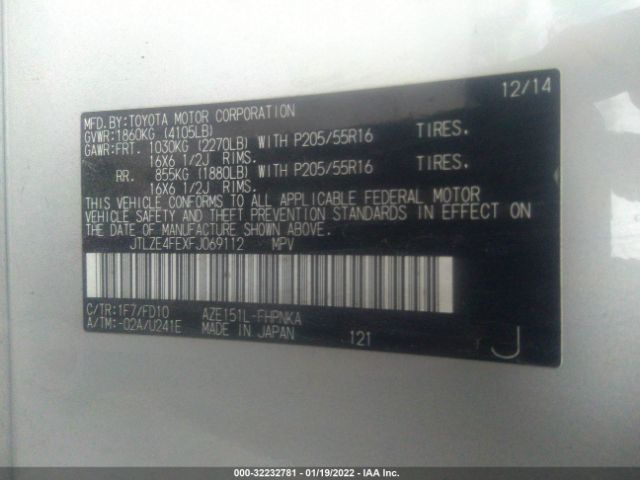 MFD.BY:TOYOTA MOTOR CORPORATION 12/14
GVWR:1860KG (4105LB)
GAWR:FRT. 1030KG (2270LB) WITH P205/55R16 TIRES.
16X6 1/2J RIMS.
RR. 855KG (1880LB) WITH P205/55R16 TIRES.
16X6 1/2J RIMS.
THIS VEHICLE CONFORMS TO ALL APPLICABLE FEDERAL MOTOR
VEHICLE SAFETY AND THEFT PREVENTION STANDARDS IN EFFECT ON
THE DATE OF MANUFACTURE SHOWN ABOVE.
JTLZE4FEXFJ069112 MPV
C/TR:1F7/FD10 AZE151L-FHPNKA
A/TM:-02A/U241E MADE IN JAPAN 121 J
000-32232781 - 01/19/2022 - IAA Inc.